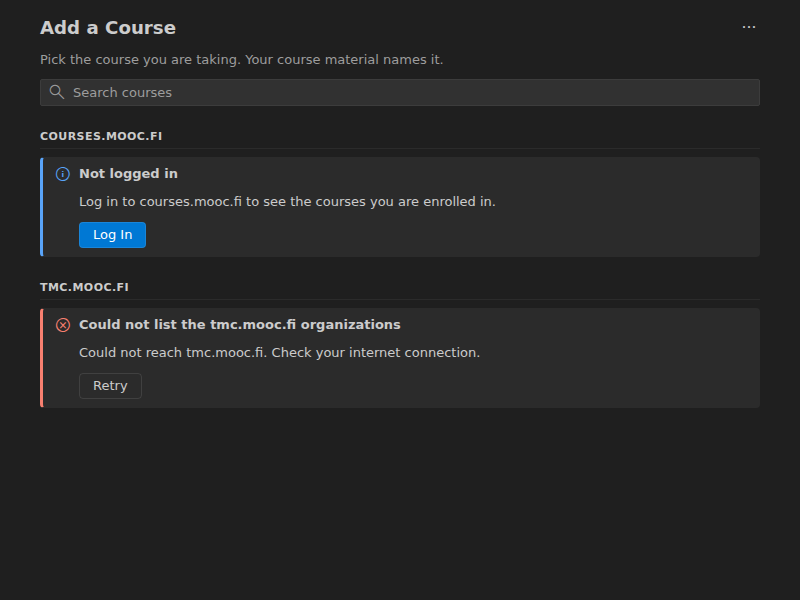 Add a Course
Pick the course you are taking. Your course material names it.
Search courses
COURSES.MOOC.FI
Not logged in
Log in to courses.mooc.fi to see the courses you are enrolled in.
Log In
TMC.MOOC.FI
Could not list the tmc.mooc.fi organizations
Could not reach tmc.mooc.fi. Check your internet connection.
Retry